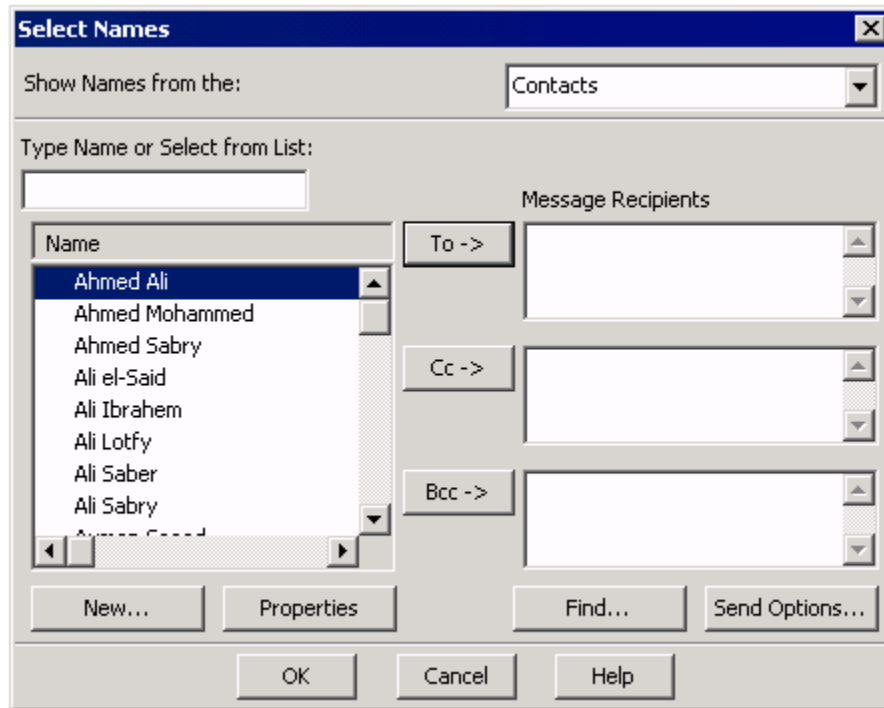 Select Names
Show Names from the:
Contacts
Type Name or Select from List:
Message Recipients
Name
To ->
Ahmed Ali
Ahmed Mohammed
Ahmed Sabry
Ali el-Said
Cc ->
Ali Ibrahem
Ali Lotfy
Ali Saber
Bcc ->
Ali Sabry
New...
Properties
Find...
Send Options...
OK
Cancel
Help